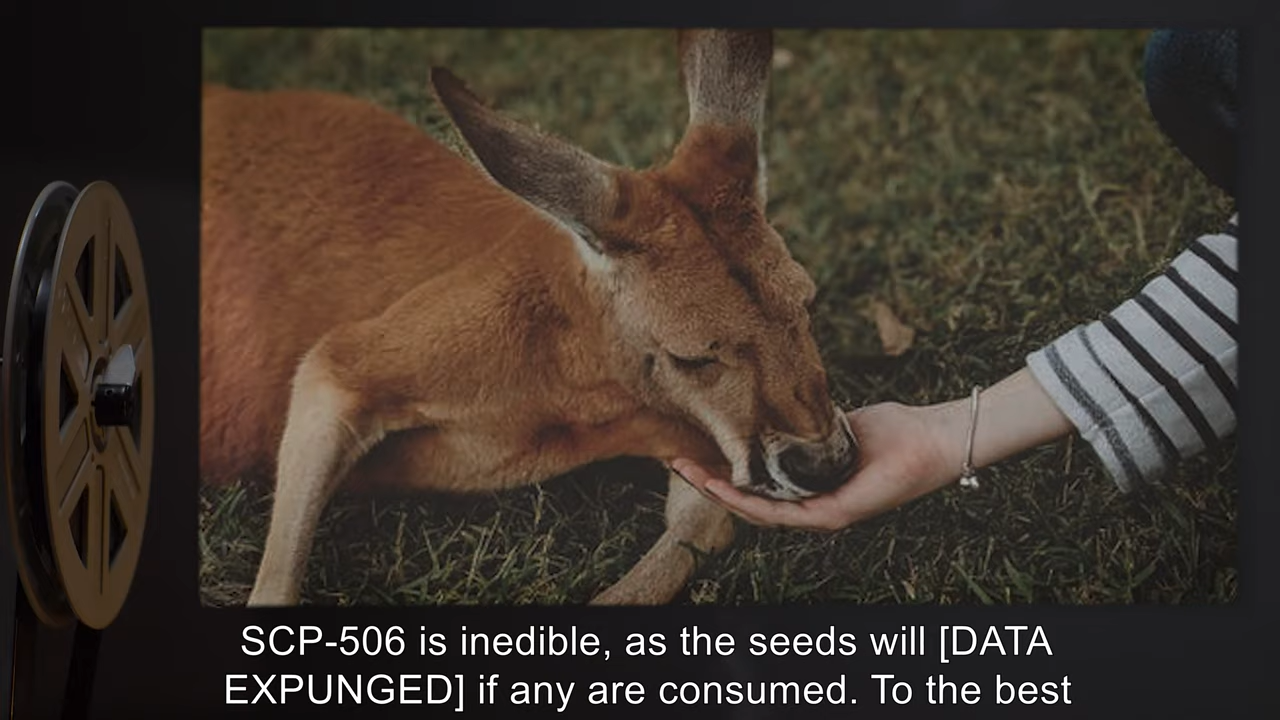 SCP-506 is inedible, as the seeds will [DATA
EXPUNGED] if any are consumed. To the best